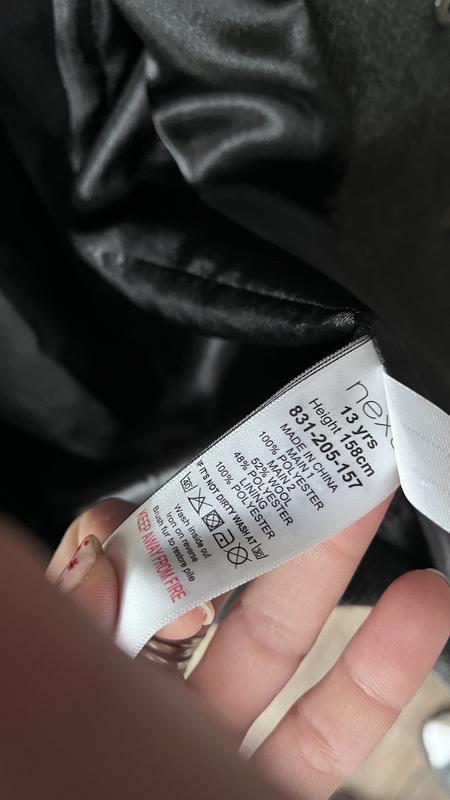 next
13 yrs
Height 158cm
831-205-157
MADE IN CHINA
MAIN 1
100% POLYESTER
MAIN 2
52% WOOL
48% POLYESTER
LINING
100% POLYESTER
IF IT'S NOT DIRTY WASH AT 30°
30°
Wash inside out
Iron on reverse
Brush fur to restore pile
KEEP AWAY FROM FIRE